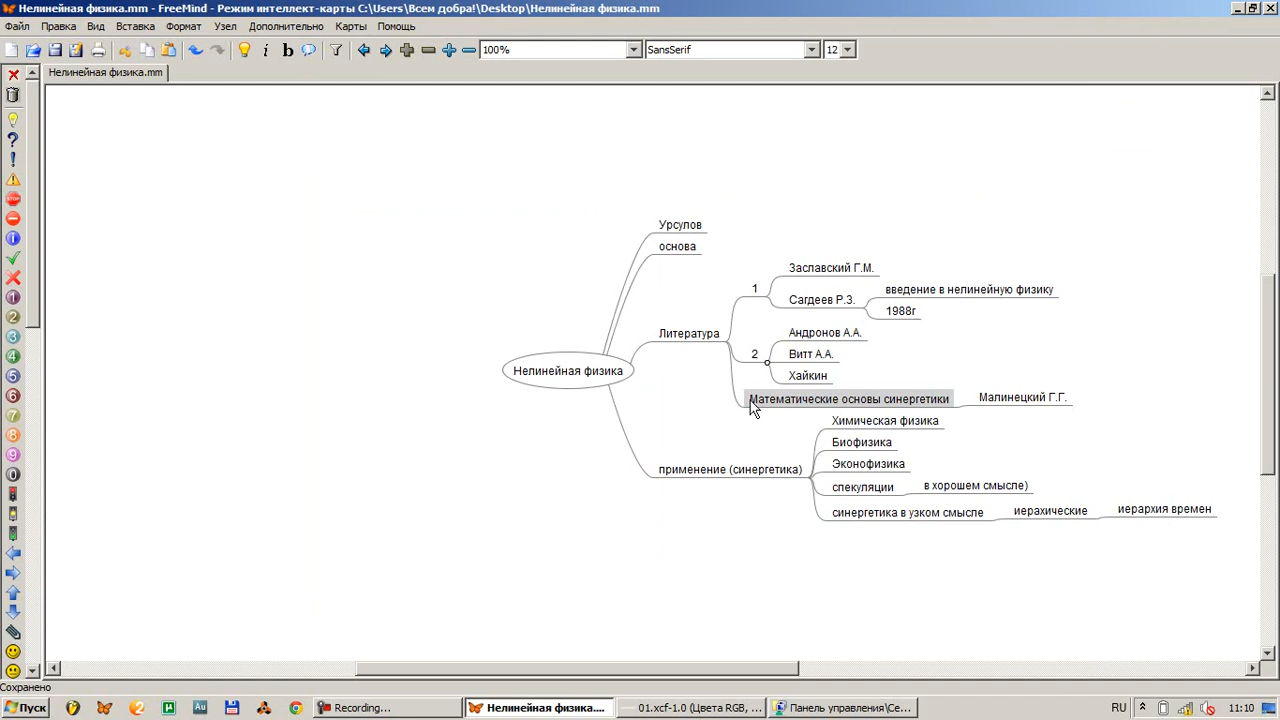 Нелинейная физика.mm - FreeMind - Режим интеллект-карты C:\Users\Всем добра!\Desktop\Нелинейная физика.mm
Файл Правка Вид Вставка Формат Узел Дополнительно Карты Помощь
100% SansSerif 12
Нелинейная физика.mm
Урсулов
основа
Литература
1
Заславский Г.М.
Сагдеев Р.З.
введение в нелинейную физику
1988г
2
Андронов А.А.
Витт А.А.
Хайкин
Математические основы синергетики
Малинецкий Г.Г.
Нелинейная физика
применение (синергетика)
Химическая физика
Биофизика
Эконофизика
спекуляции
в хорошем смысле)
синергетика в узком смысле
иерахические
иерархия времен
Сохранено
Пуск Recording... Нелинейная физика.... 01.xcf-1.0 (Цвета RGB, ... Панель управления\Се... RU 11:10